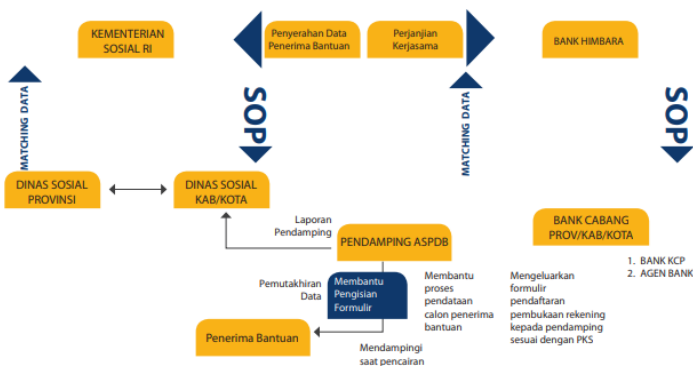 KEMENTERIAN
SOSIAL RI
Penyerahan Data
Penerima Bantuan
Perjanjian
Kerjasama
BANK HIMBARA
MATCHING DATA
SOP
MATCHING DATA
SOP
DINAS SOSIAL
PROVINSI
DINAS SOSIAL
KAB/KOTA
Laporan
Pendamping
PENDAMPING ASPDB
BANK CABANG
PROV/KAB/KOTA
1. BANK KCP
2. AGEN BANK
Pemutakhiran
Data
Membantu
Pengisian
Formulir
Membantu
proses
pendataan
calon penerima
bantuan
Mengeluarkan
formulir
pendaftaran
pembukaan rekening
kepada pendamping
sesuai dengan PKS
Penerima Bantuan
Mendampingi
saat pencairan